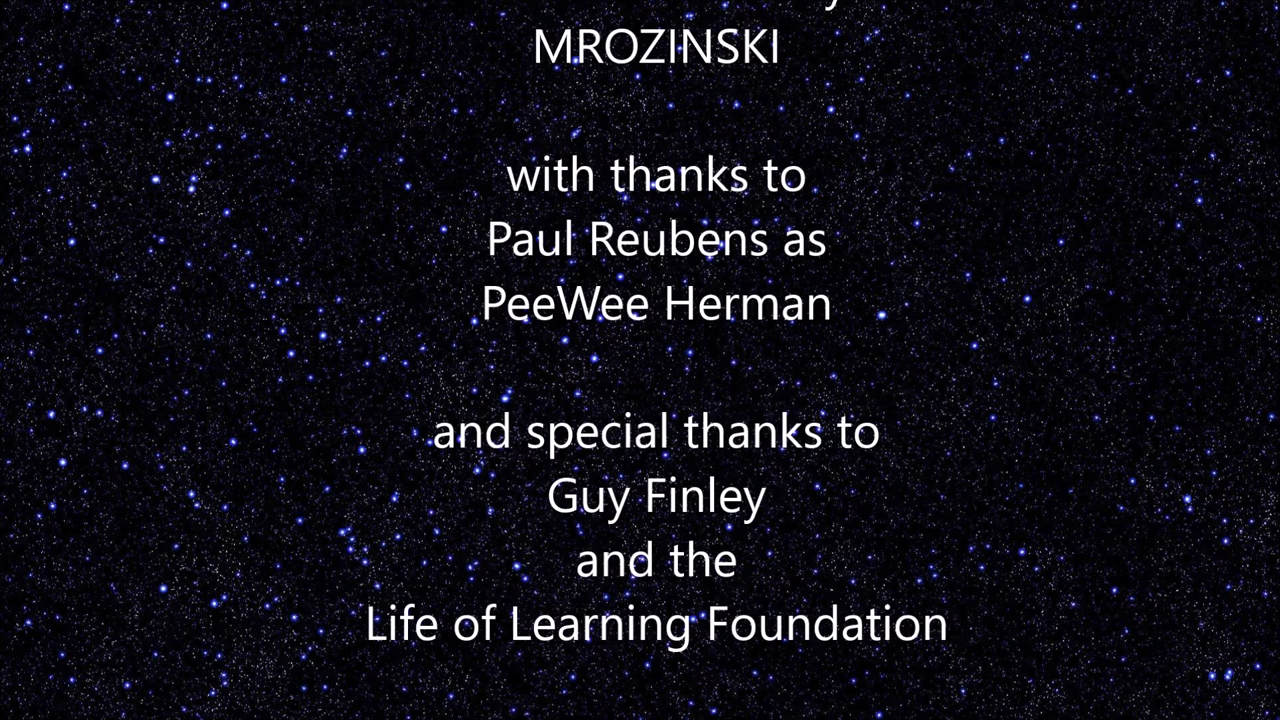 MROZINSKI
with thanks to
Paul Reubens as
PeeWee Herman
and special thanks to
Guy Finley
and the
Life of Learning Foundation